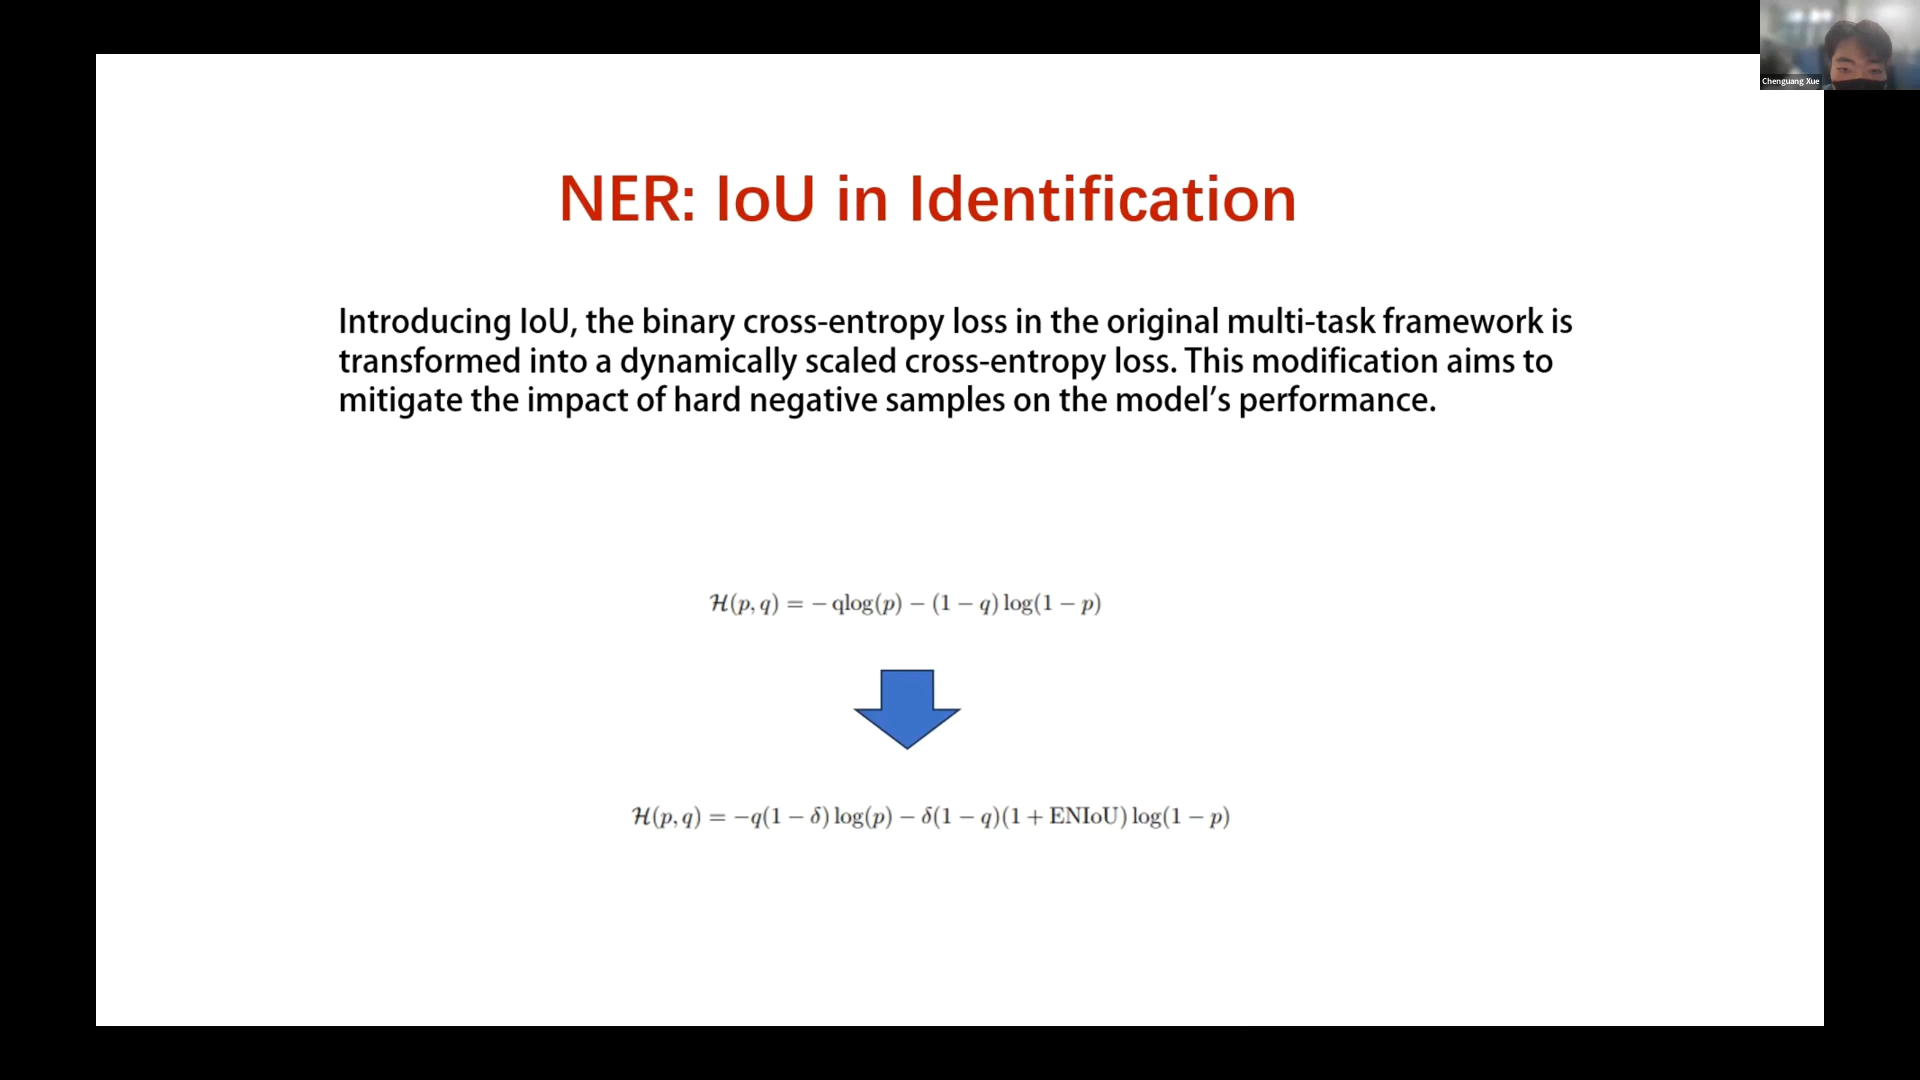 Chenguang Xue
NER: IoU in Identification
Introducing IoU, the binary cross-entropy loss in the original multi-task framework is
transformed into a dynamically scaled cross-entropy loss. This modification aims to
mitigate the impact of hard negative samples on the model’s performance.
ℋ(p, q) = − qlog(p) − (1 − q) log(1 − p)
ℋ(p, q) = −q(1 − δ) log(p) − δ(1 − q)(1 + ENIoU) log(1 − p)